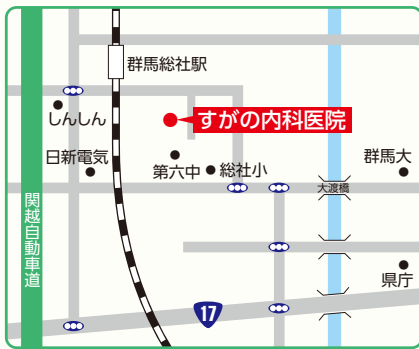 群馬総社駅
しんしん
すがの内科医院
日新電気
第六中
総社小
群馬大
大渡橋
関越自動車道
県庁
17